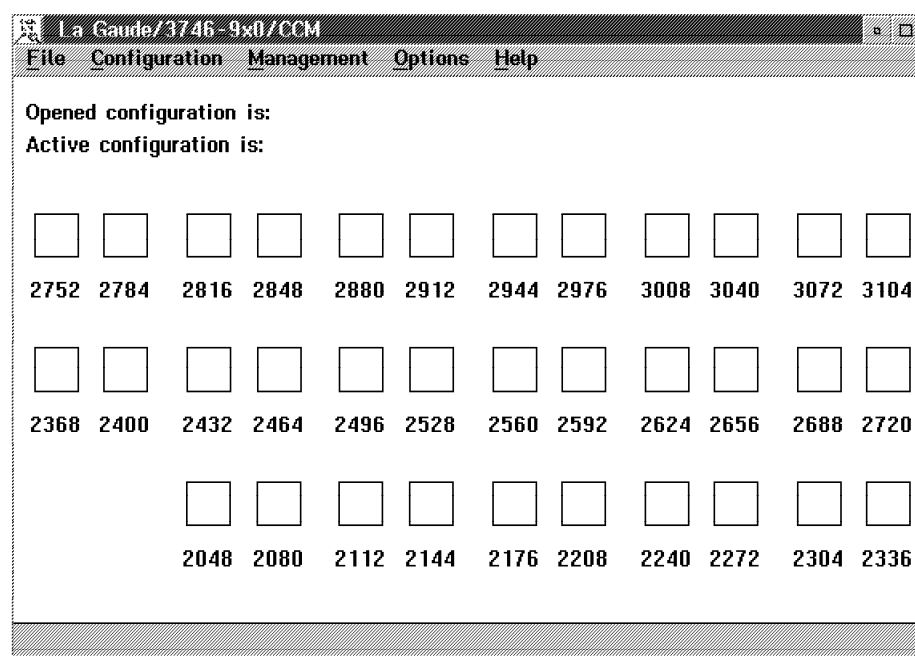 La Gaude/3746-9x0/CCM
File Configuration Management Options Help
Opened configuration is:
Active configuration is:
2752 2784 2816 2848 2880 2912 2944 2976 3008 3040 3072 3104
2368 2400 2432 2464 2496 2528 2560 2592 2624 2656 2688 2720
2048 2080 2112 2144 2176 2208 2240 2272 2304 2336